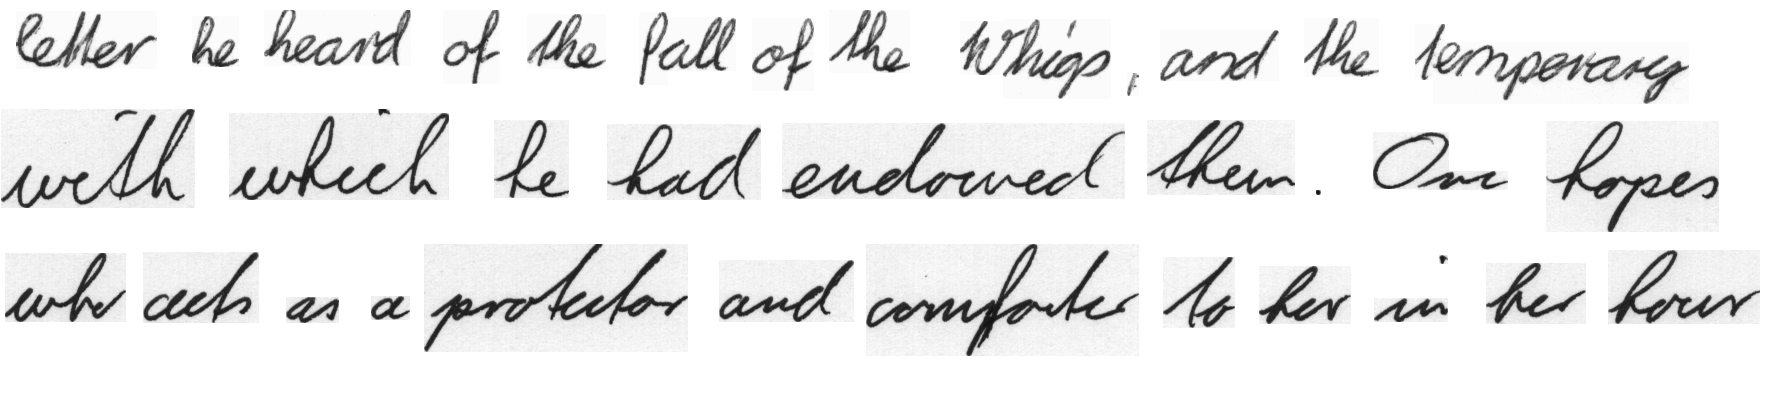 letter he heard of the fall of the Whigs, and the temporary
with which he had endowed them. One hopes
who acts as a protector and comforter to her in her hour